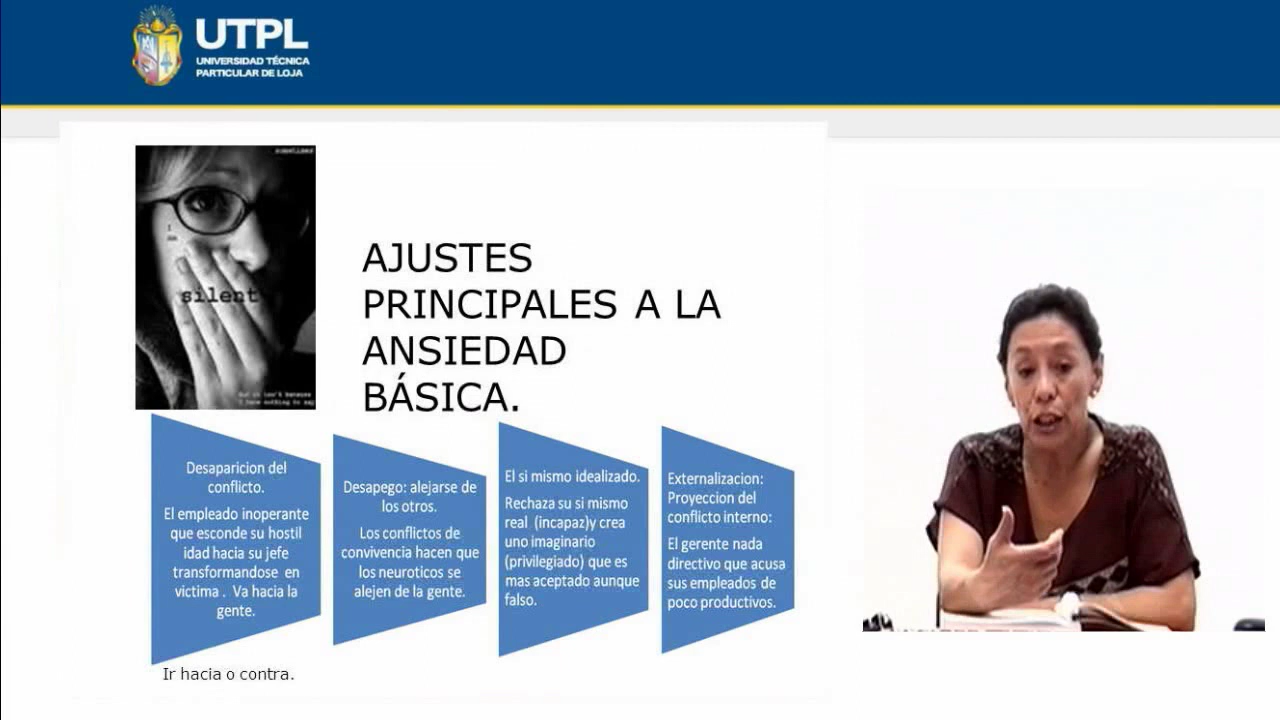 UTPL
UNIVERSIDAD TÉCNICA
PARTICULAR DE LOJA
I
am
silent
AJUSTES
PRINCIPALES A LA
ANSIEDAD
BÁSICA.
Desaparicion del
conflicto.
El empleado inoperante
que esconde su hostil
idad hacia su jefe
transformandose en
victima . Va hacia la
gente.
Desapego: alejarse de
los otros.
Los conflictos de
convivencia hacen que
los neuroticos se
alejen de la gente.
El si mismo idealizado.
Rechaza su si mismo
real (incapaz)y crea
uno imaginario
(privilegiado) que es
mas aceptado aunque
falso.
Externalizacion:
Proyeccion del
conflicto interno:
El gerente nada
directivo que acusa
sus empleados de
poco productivos.
Ir hacia o contra.